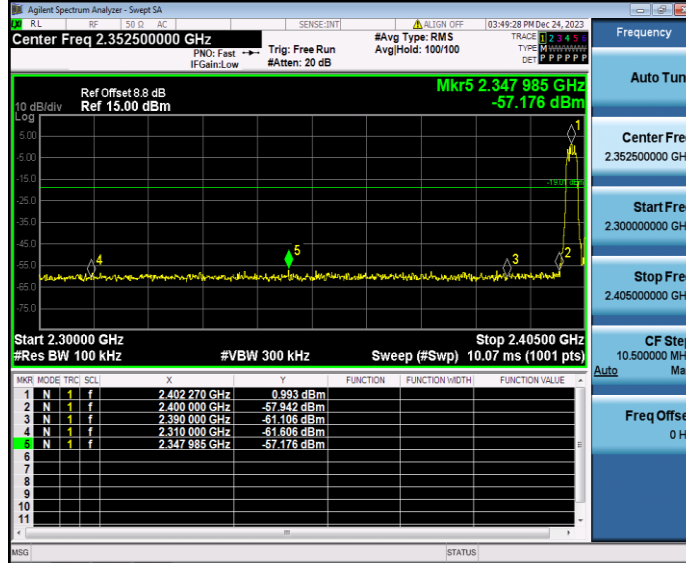 Agilent Spectrum Analyzer - Swept SA
RL RF 50 Ω AC SENSE:INT ALIGN OFF 03:49:28 PM Dec 24, 2023
Center Freq 2.352500000 GHz
PNO: Fast
IFGain:Low
Trig: Free Run
#Atten: 20 dB
#Avg Type: RMS
Avg|Hold: 100/100
TRACE 1 2 3 4 5 6
TYPE M WWWWW
DET P P P P P P
Ref Offset 8.8 dB
Ref 15.00 dBm
10 dB/div
Log
Mkr5 2.347 985 GHz
-57.176 dBm
5.00
-5.00
-15.0
-25.0
-35.0
-45.0
-55.0
-65.0
-75.0
-19.01 dBm
1
2
3
4
5
Start 2.30000 GHz Stop 2.40500 GHz
#Res BW 100 kHz #VBW 300 kHz Sweep (#Swp) 10.07 ms (1001 pts)
MKR MODE TRC SCL X Y FUNCTION FUNCTION WIDTH FUNCTION VALUE
1 N 1 f 2.402 270 GHz 0.993 dBm
2 N 1 f 2.400 000 GHz -57.942 dBm
3 N 1 f 2.390 000 GHz -61.106 dBm
4 N 1 f 2.310 000 GHz -61.606 dBm
5 N 1 f 2.347 985 GHz -57.176 dBm
6
7
8
9
10
11
MSG STATUS
Frequency
Auto Tun
Center Fre
2.352500000 GH
Start Fre
2.300000000 GH
Stop Fre
2.405000000 GH
CF Ste
10.500000 MH
Auto Ma
Freq Offse
0 H